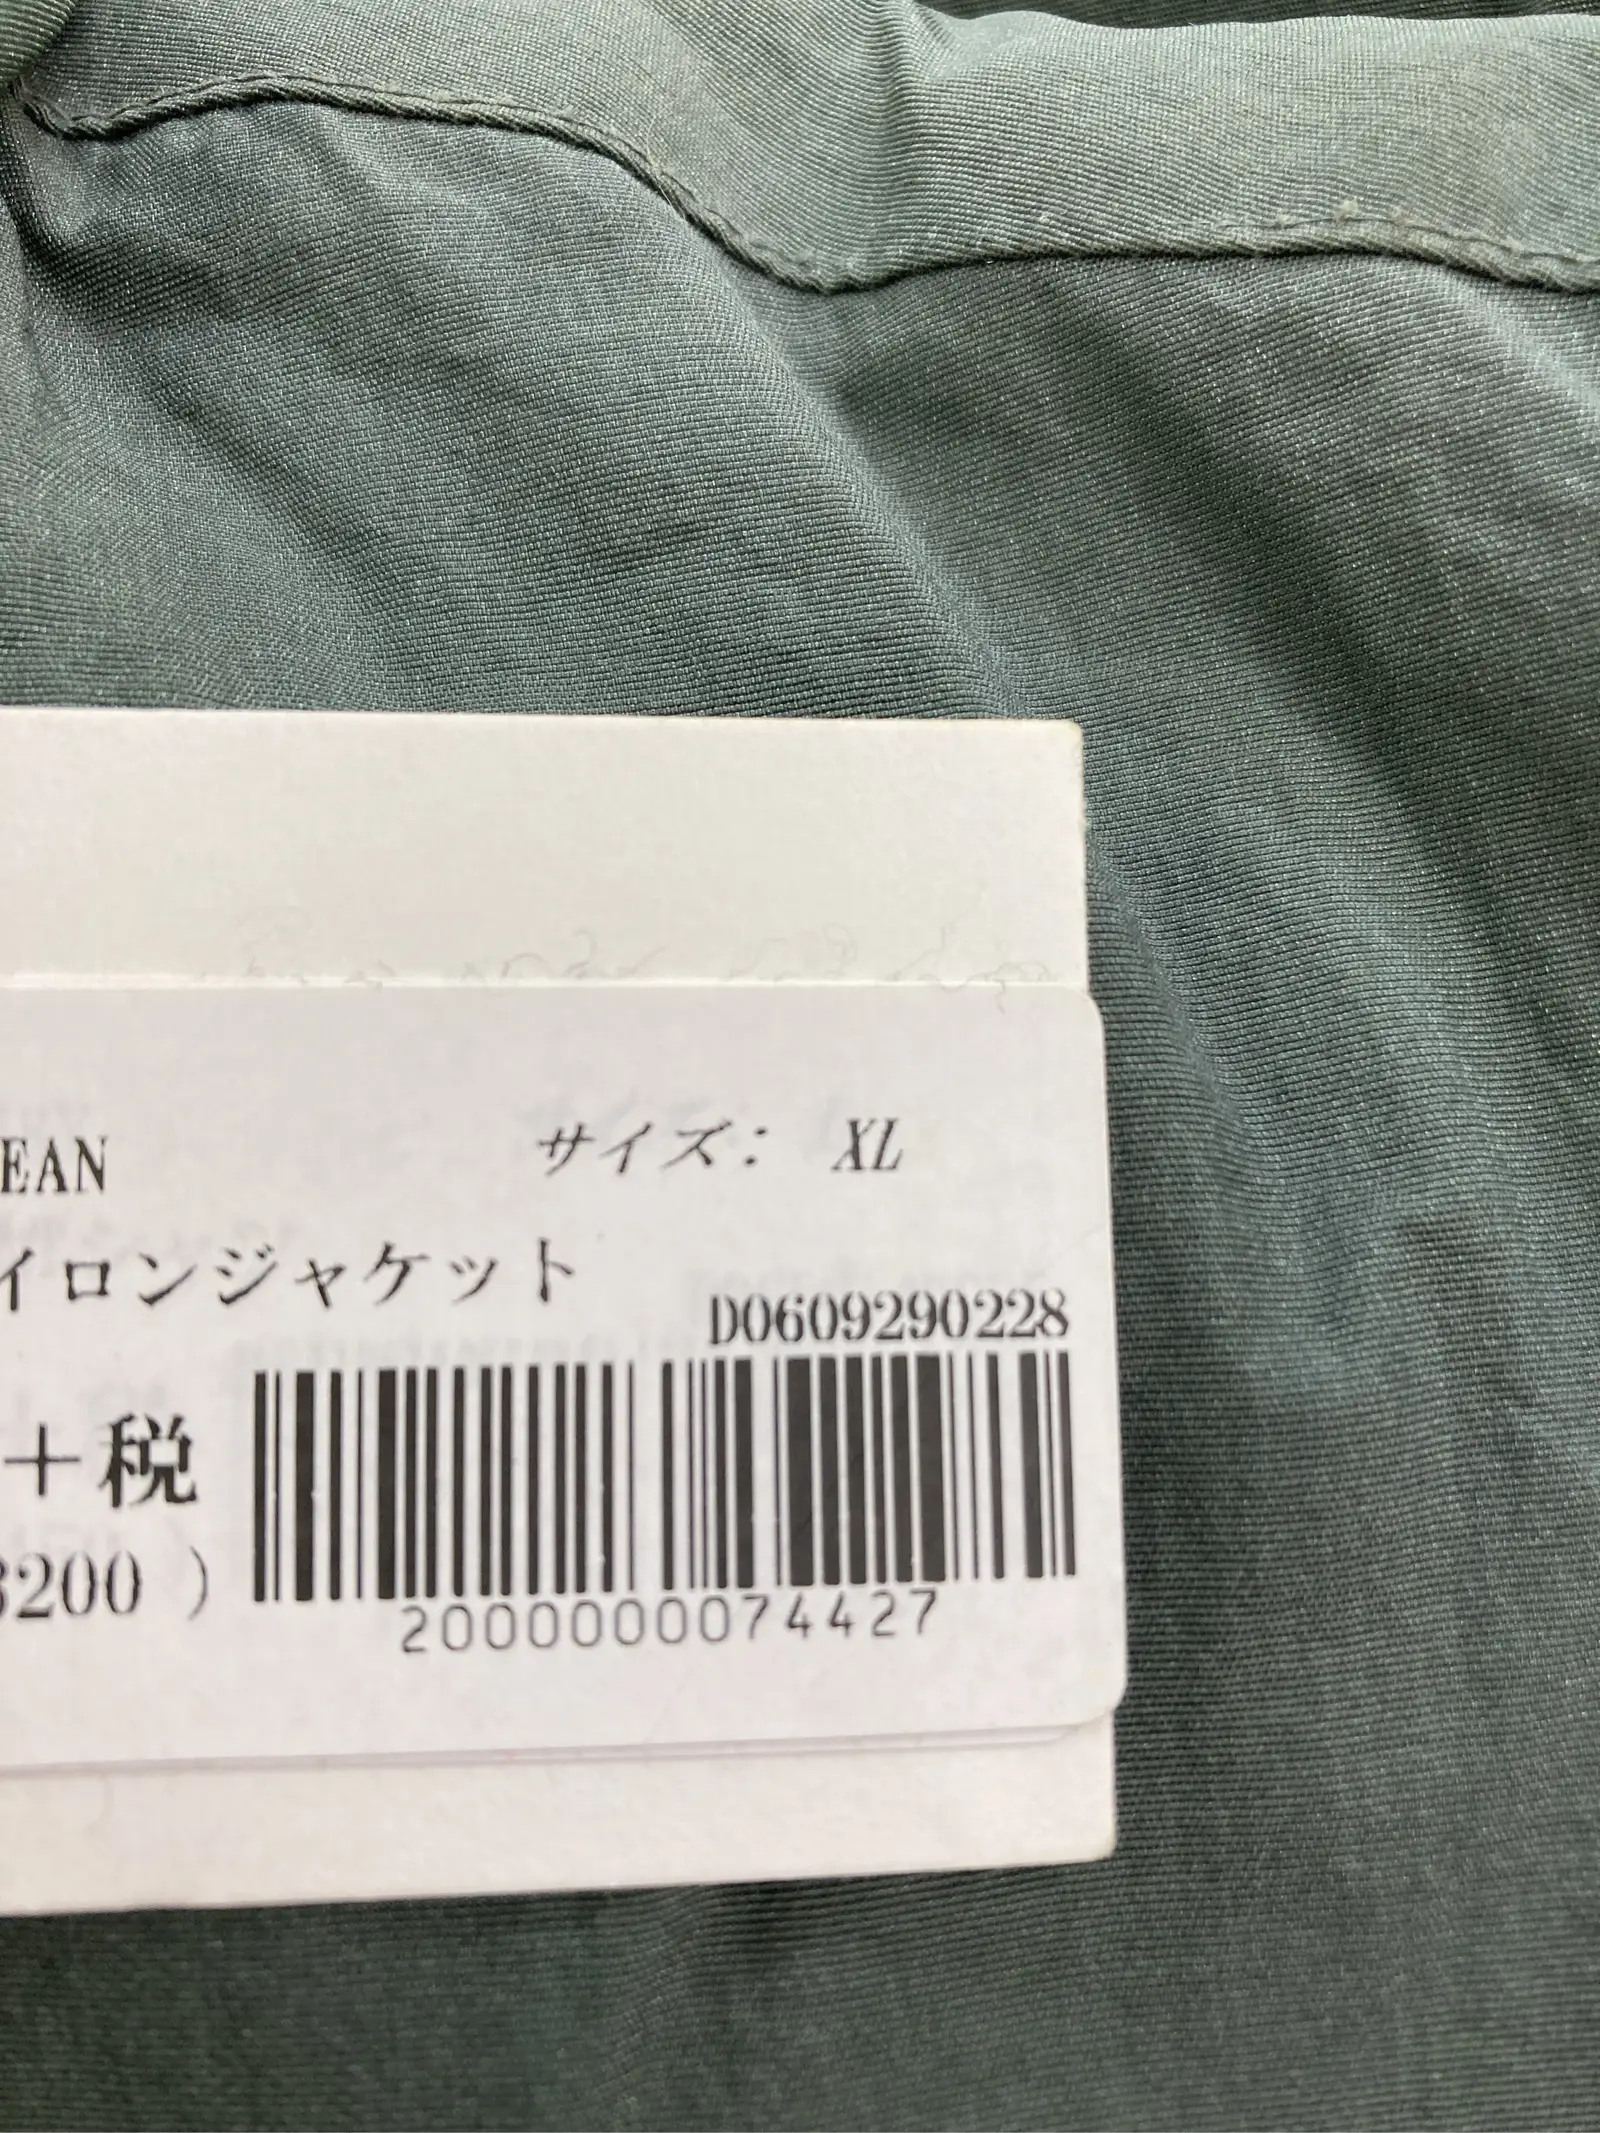 EAN サイズ： XL
イロンジャケット
D0609290228
＋税
3200 )
2000000074427